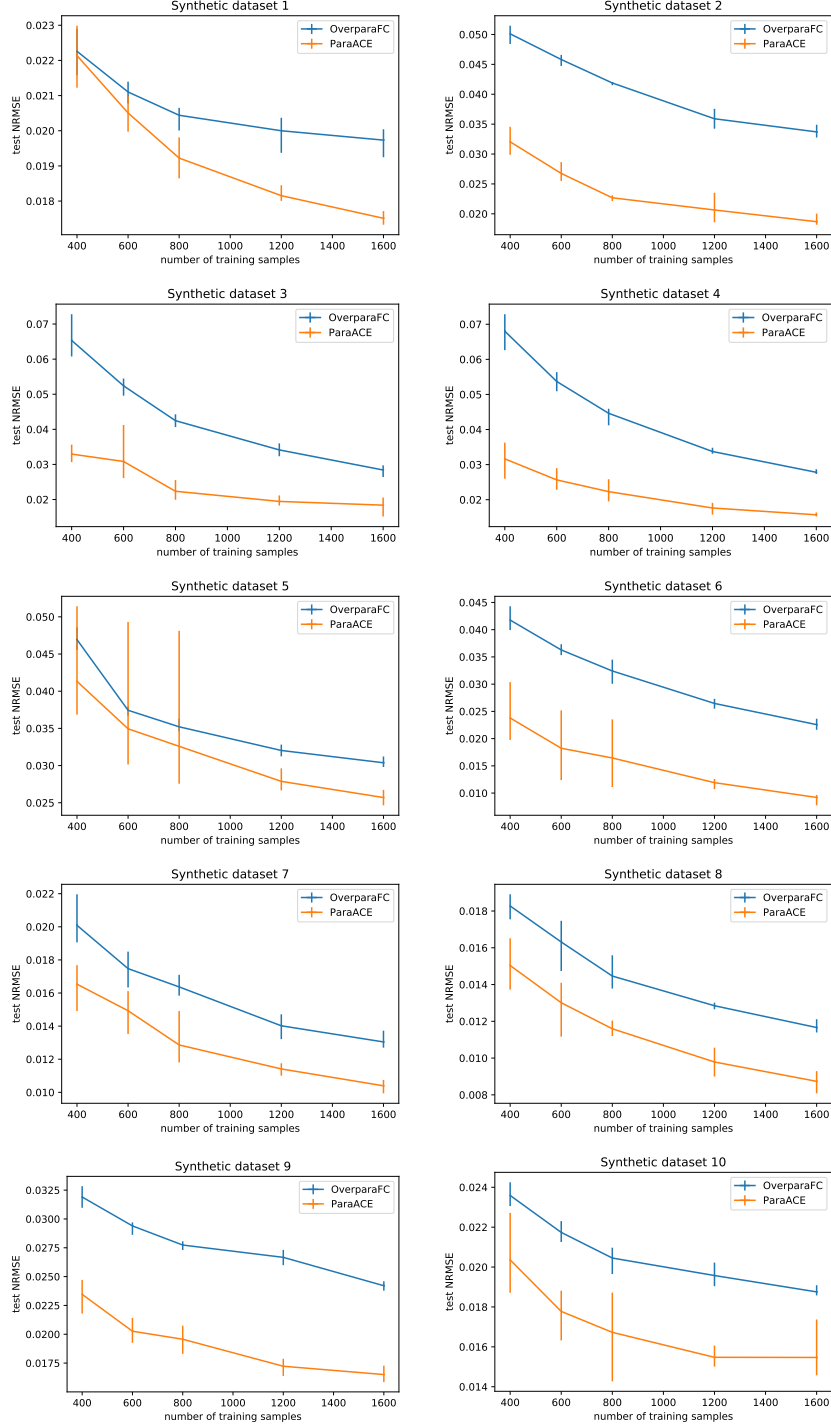 Synthetic dataset 1
0.023
0.022
0.021
0.020
0.019
0.018
test NRMSE
OverparaFC
ParaACE
400 600 800 1000 1200 1400 1600
number of training samples
Synthetic dataset 2
0.050
0.045
0.040
0.035
0.030
0.025
0.020
test NRMSE
OverparaFC
ParaACE
400 600 800 1000 1200 1400 1600
number of training samples
Synthetic dataset 3
0.07
0.06
0.05
0.04
0.03
0.02
test NRMSE
OverparaFC
ParaACE
400 600 800 1000 1200 1400 1600
number of training samples
Synthetic dataset 4
0.07
0.06
0.05
0.04
0.03
0.02
test NRMSE
OverparaFC
ParaACE
400 600 800 1000 1200 1400 1600
number of training samples
Synthetic dataset 5
0.050
0.045
0.040
0.035
0.030
0.025
test NRMSE
OverparaFC
ParaACE
400 600 800 1000 1200 1400 1600
number of training samples
Synthetic dataset 6
0.045
0.040
0.035
0.030
0.025
0.020
0.015
0.010
test NRMSE
OverparaFC
ParaACE
400 600 800 1000 1200 1400 1600
number of training samples
Synthetic dataset 7
0.022
0.020
0.018
0.016
0.014
0.012
0.010
test NRMSE
OverparaFC
ParaACE
400 600 800 1000 1200 1400 1600
number of training samples
Synthetic dataset 8
0.018
0.016
0.014
0.012
0.010
0.008
test NRMSE
OverparaFC
ParaACE
400 600 800 1000 1200 1400 1600
number of training samples
Synthetic dataset 9
0.0325
0.0300
0.0275
0.0250
0.0225
0.0200
0.0175
test NRMSE
OverparaFC
ParaACE
400 600 800 1000 1200 1400 1600
number of training samples
Synthetic dataset 10
0.024
0.022
0.020
0.018
0.016
0.014
test NRMSE
OverparaFC
ParaACE
400 600 800 1000 1200 1400 1600
number of training samples